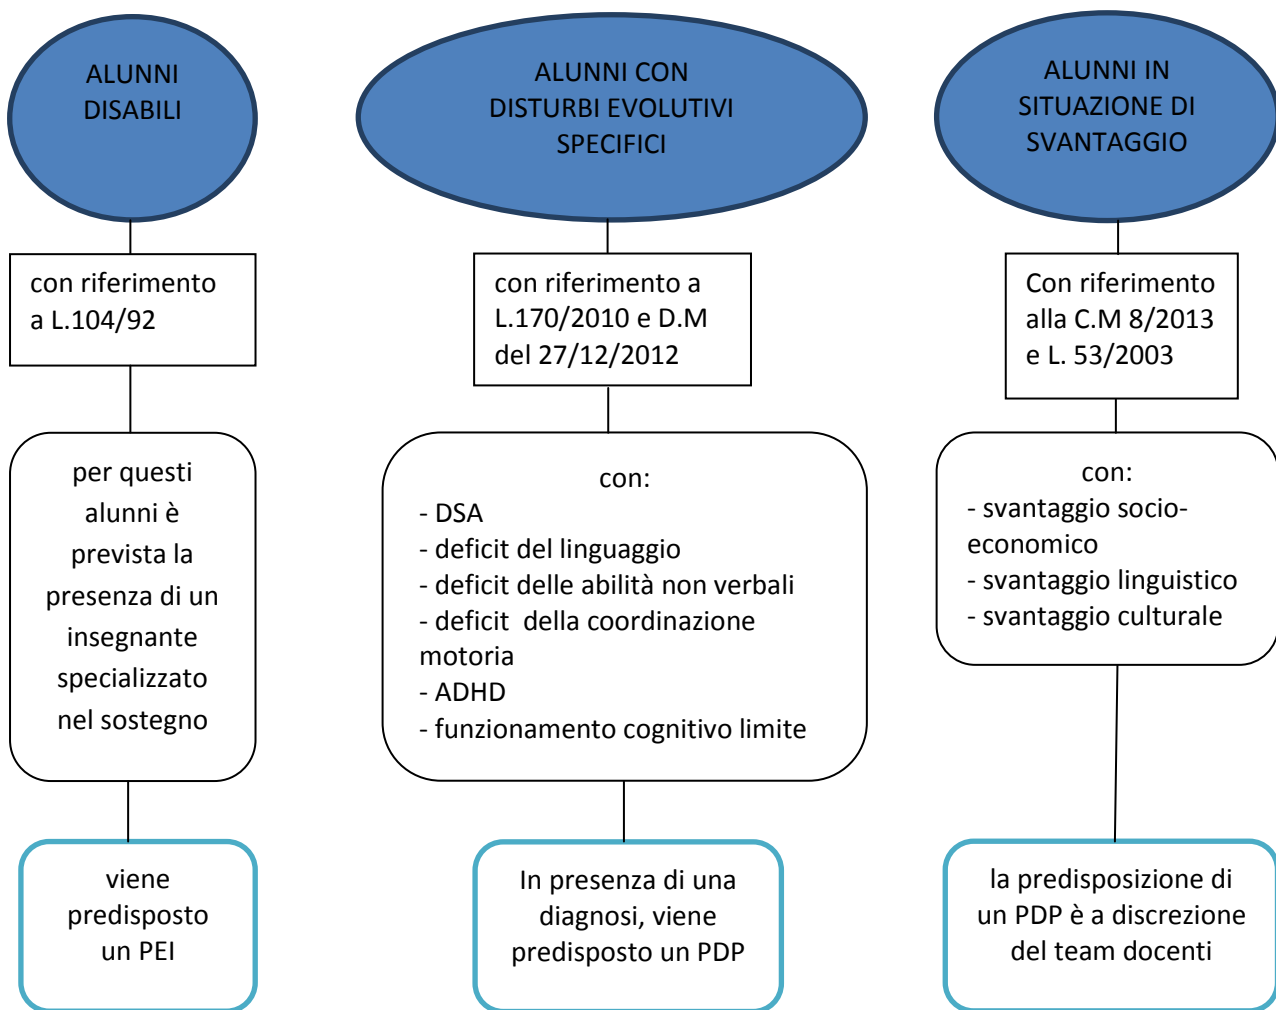 ALUNNI
DISABILI
con riferimento
a L.104/92
per questi
alunni è
prevista la
presenza di un
insegnante
specializzato
nel sostegno
viene
predisposto
un PEI
ALUNNI CON
DISTURBI EVOLUTIVI
SPECIFICI
con riferimento a
L.170/2010 e D.M
del 27/12/2012
con:
- DSA
- deficit del linguaggio
- deficit delle abilità non verbali
- deficit della coordinazione
motoria
- ADHD
- funzionamento cognitivo limite
In presenza di una
diagnosi, viene
predisposto un PDP
ALUNNI IN
SITUAZIONE DI
SVANTAGGIO
Con riferimento
alla C.M 8/2013
e L. 53/2003
con:
- svantaggio socio-
economico
- svantaggio linguistico
- svantaggio culturale
la predisposizione di
un PDP è a discrezione
del team docenti